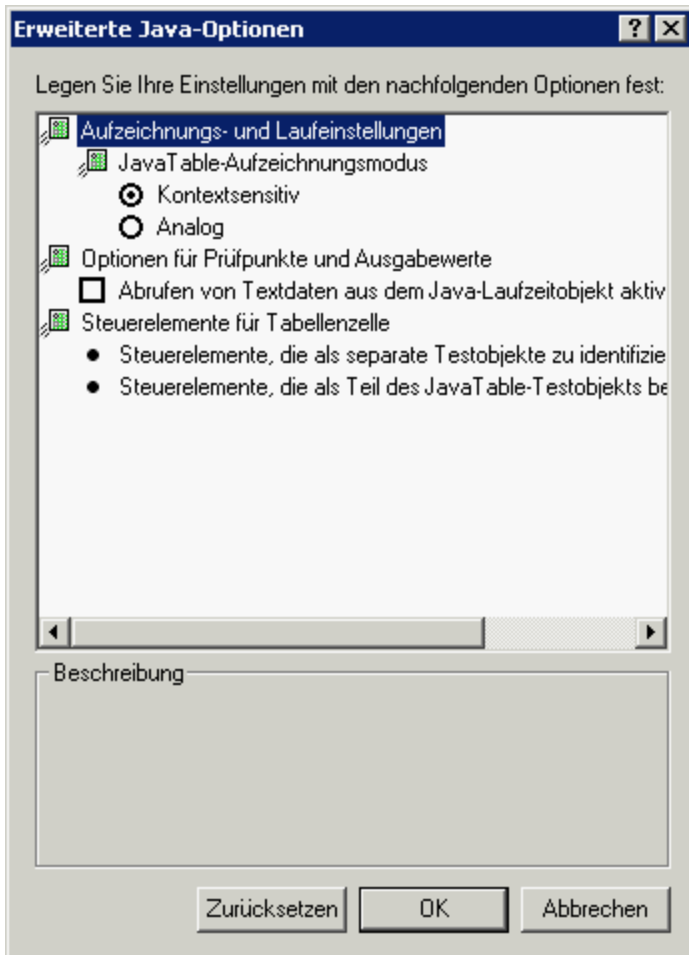 Erweiterte Java-Optionen
Legen Sie Ihre Einstellungen mit den nachfolgenden Optionen fest:
Aufzeichnungs- und Laufeinstellungen
JavaTable-Aufzeichnungsmodus
Kontextsensitiv
Analog
Optionen für Prüfpunkte und Ausgabewerte
Abrufen von Textdaten aus dem Java-Laufzeitobjekt aktiv
Steuerelemente für Tabellenzelle
Steuerelemente, die als separate Testobjekte zu identifizie
Steuerelemente, die als Teil des JavaTable-Testobjekts be
Beschreibung
Zurücksetzen OK Abbrechen